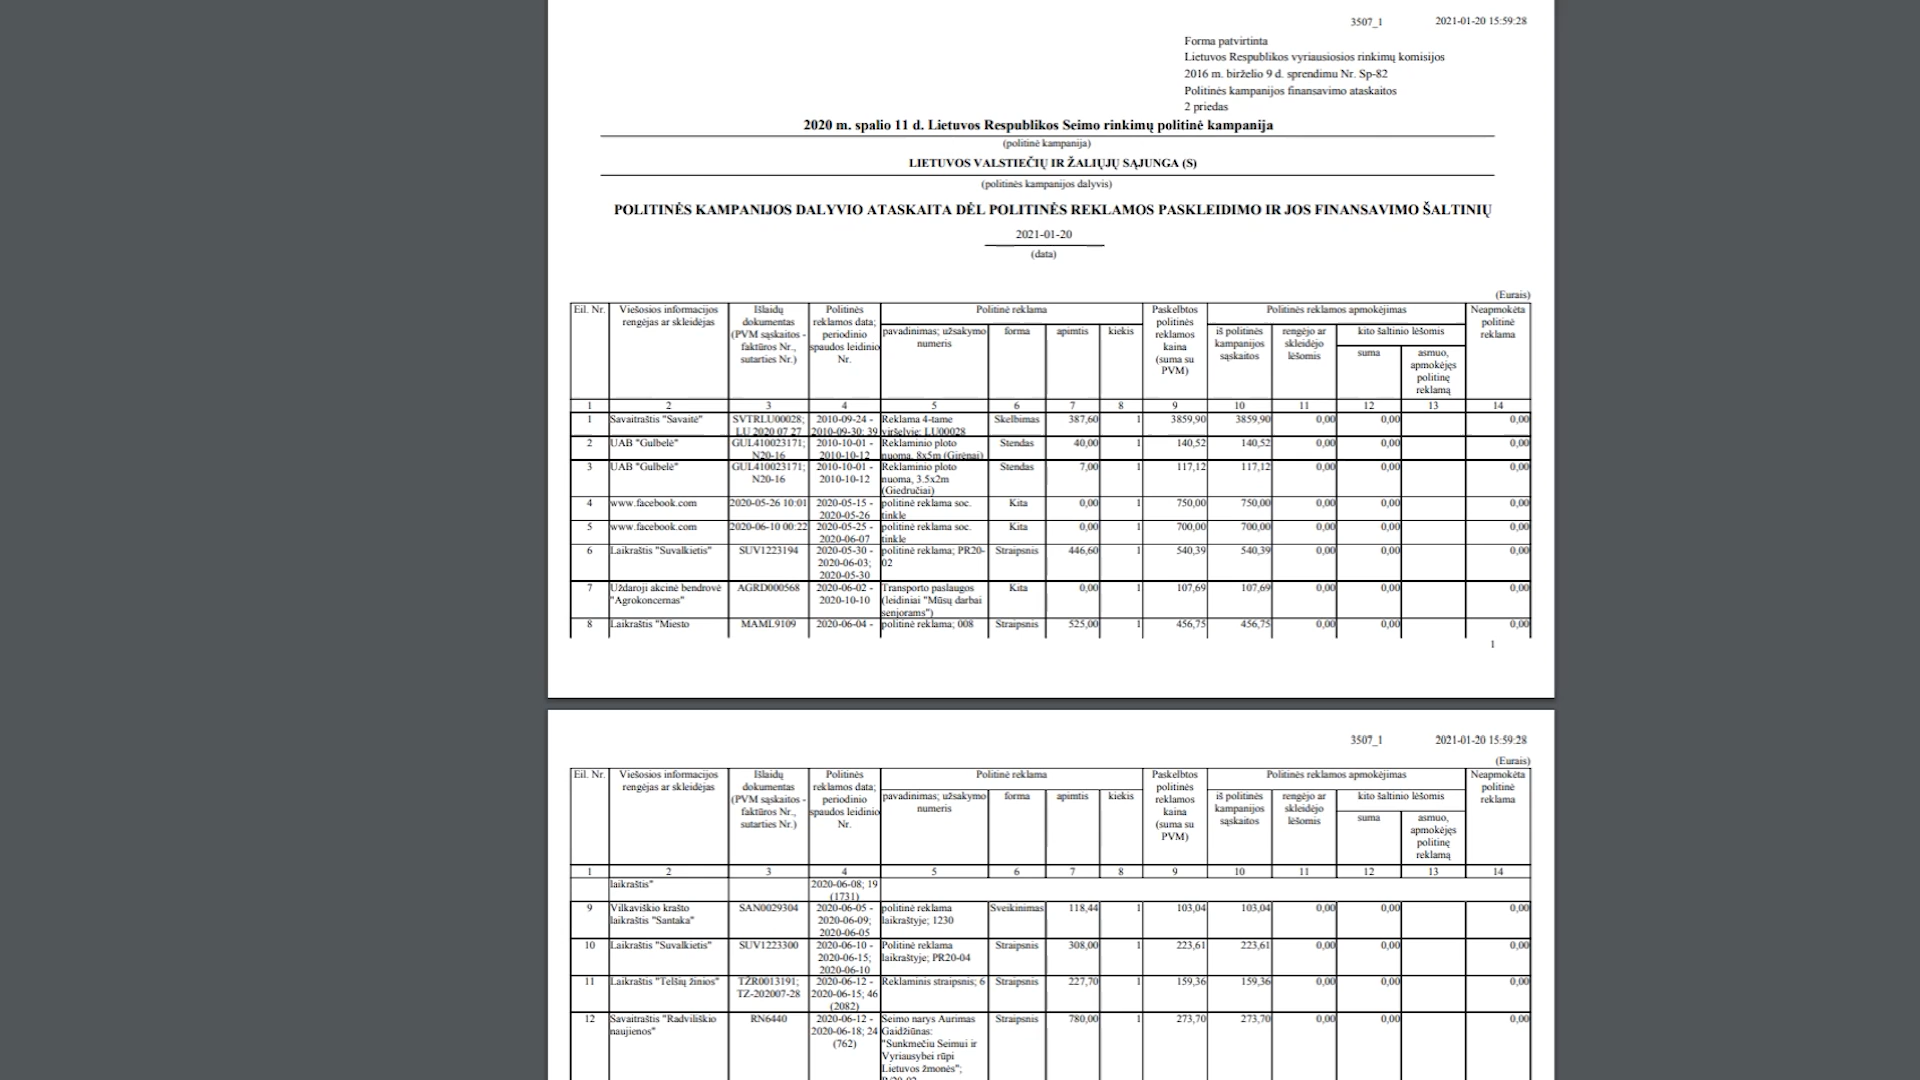 3507_1 2021-01-20 15:59:28
Forma patvirtinta
Lietuvos Respublikos vyriausiosios rinkimų komisijos
2016 m. birželio 9 d. sprendimu Nr. Sp-82
Politinės kampanijos finansavimo ataskaitos
2 priedas
2020 m. spalio 11 d. Lietuvos Respublikos Seimo rinkimų politinė kampanija
(politinė kampanija)
LIETUVOS VALSTIEČIŲ IR ŽALIŲJŲ SĄJUNGA (S)
(politinės kampanijos dalyvis)
POLITINĖS KAMPANIJOS DALYVIO ATASKAITA DĖL POLITINĖS REKLAMOS PASKLEIDIMO IR JOS FINANSAVIMO ŠALTINIŲ
2021-01-20
(data)
(Eurais)
Eil. Nr.
Viešosios informacijos
rengėjas ar skleidėjas
Išlaidų
dokumentas
(PVM sąskaitos -
faktūros Nr.,
sutarties Nr.)
Politinės
reklamos data;
periodinio
spaudos leidinio
Nr.
Politinė reklama
pavadinimas; užsakymo
numeris
forma
apimtis
kiekis
Paskelbtos
politinės
reklamos
kaina
(suma su
PVM)
Politinės reklamos apmokėjimas
iš politinės
kampanijos
sąskaitos
rengėjo ar
skleidėjo
lėšomis
kito šaltinio lėšomis
suma
asmuo,
apmokėjęs
politinę
reklamą
Neapmokėta
politinė
reklama
1 2 3 4 5 6 7 8 9 10 11 12 13 14
1 Savaitraštis "Savaitė" SVTRLU00028; 2010-09-24 - Reklama 4-tame Skelbimas 387,60 1 3859,90 3859,90 0,00 0,00 0,00
LU 2020 07 27 2010-09-30; 39 viršelyje; LU00028
2 UAB "Gulbelė" GUL410023171; 2010-10-01 - Reklaminio ploto Stendas 40,00 1 140,52 140,52 0,00 0,00 0,00
N20-16 2010-10-12 nuoma, 8x5m (Girėnai)
3 UAB "Gulbelė" GUL410023171; 2010-10-01 - Reklaminio ploto Stendas 7,00 1 117,12 117,12 0,00 0,00 0,00
N20-16 2010-10-12 nuoma, 3.5x2m
(Giedručiai)
4 www.facebook.com 2020-05-26 10:01 2020-05-15 - politinė reklama soc. Kita 0,00 1 750,00 750,00 0,00 0,00 0,00
2020-05-26 tinkle
5 www.facebook.com 2020-06-10 00:22 2020-05-25 - politinė reklama soc. Kita 0,00 1 700,00 700,00 0,00 0,00 0,00
2020-06-07 tinkle
6 Laikraštis "Suvalkietis" SUV1223194 2020-05-30 - politinė reklama; PR20- Straipsnis 446,60 1 540,39 540,39 0,00 0,00 0,00
2020-06-03; 02
2020-05-30
7 Uždaroji akcinė bendrovė AGRD000568 2020-06-02 - Transporto paslaugos Kita 0,00 1 107,69 107,69 0,00 0,00 0,00
"Agrokoncernas" 2020-10-10 (leidiniai "Mūsų darbai
senjorams")
8 Laikraštis "Miesto MAML9109 2020-06-04 - politinė reklama; 008 Straipsnis 525,00 1 456,75 456,75 0,00 0,00 0,00
1
3507_1 2021-01-20 15:59:28
(Eurais)
Eil. Nr.
Viešosios informacijos
rengėjas ar skleidėjas
Išlaidų
dokumentas
(PVM sąskaitos -
faktūros Nr.,
sutarties Nr.)
Politinės
reklamos data;
periodinio
spaudos leidinio
Nr.
Politinė reklama
pavadinimas; užsakymo
numeris
forma
apimtis
kiekis
Paskelbtos
politinės
reklamos
kaina
(suma su
PVM)
Politinės reklamos apmokėjimas
iš politinės
kampanijos
sąskaitos
rengėjo ar
skleidėjo
lėšomis
kito šaltinio lėšomis
suma
asmuo,
apmokėjęs
politinę
reklamą
Neapmokėta
politinė
reklama
1 2 3 4 5 6 7 8 9 10 11 12 13 14
laikraštis" 2020-06-08; 19
(1731)
9 Vilkaviškio krašto SAN0029304 2020-06-05 - politinė reklama Sveikinimas 118,44 1 103,04 103,04 0,00 0,00 0,00
laikraštis "Santaka" 2020-06-09; laikraštyje; 1230
2020-06-05
10 Laikraštis "Suvalkietis" SUV1223300 2020-06-10 - Politinė reklama Straipsnis 308,00 1 223,61 223,61 0,00 0,00 0,00
2020-06-15; laikraštyje; PR20-04
2020-06-10
11 Laikraštis "Telšių žinios" TŽR0013191; 2020-06-12 - Reklaminis straipsnis; 6 Straipsnis 227,70 1 159,36 159,36 0,00 0,00 0,00
TZ-202007-28 2020-06-15; 46
(2082)
12 Savaitraštis "Radviliškio RN6440 2020-06-12 - Seimo narys Aurimas Straipsnis 780,00 1 273,70 273,70 0,00 0,00 0,00
naujienos" 2020-06-18; 24 Gaidžiūnas:
(762) "Sunkmečiu Seimui ir
Vyriausybei rūpi
Lietuvos žmonės";